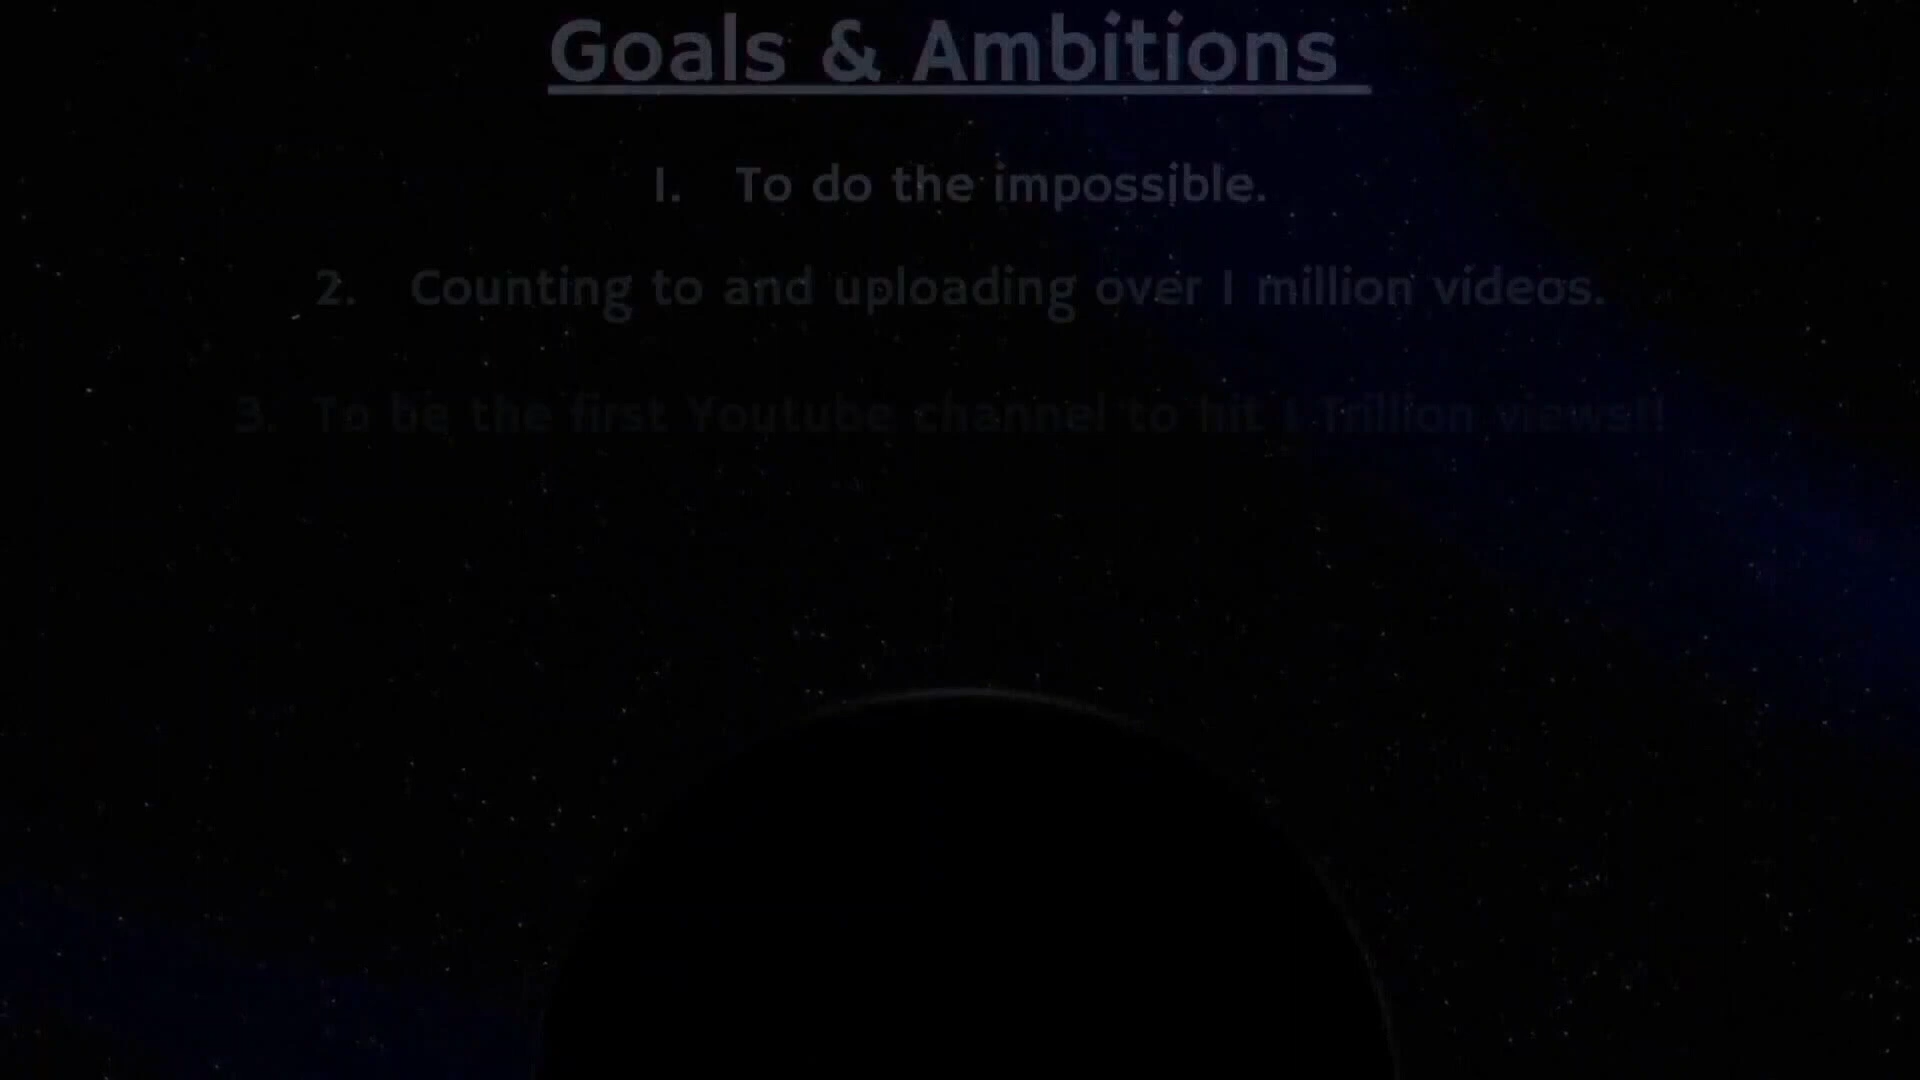 Goals & Ambitions
1. To do the impossible.
2. Counting to and uploading over 1 million videos.
3. To be the first Youtube channel to hit 1 Trillion views!!